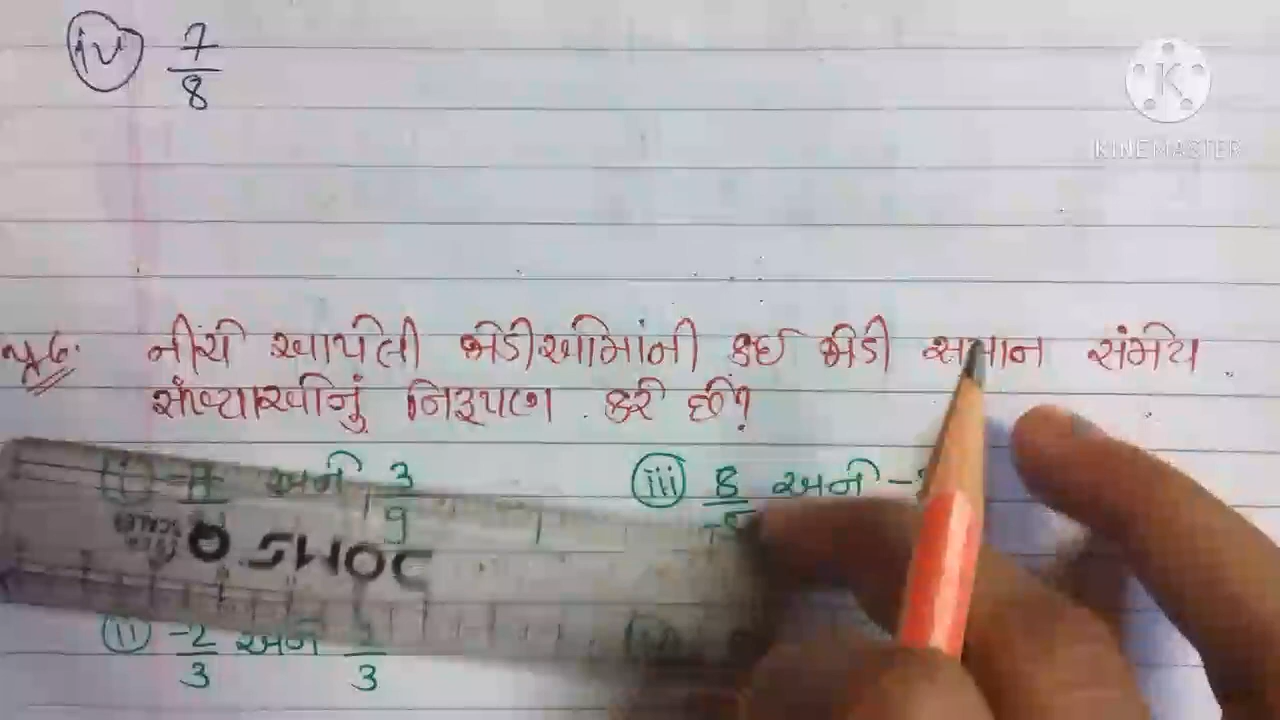 iv 7/8
KINEMASTER
નીચે આપેલી જોડીઓમાંની કઈ જોડી સમાન સંમેય
સંખ્યાઓનું નિરૂપણ કરે છે?
i અને 3/9
iii 8/-5 અને
ii -2/3 અને /3